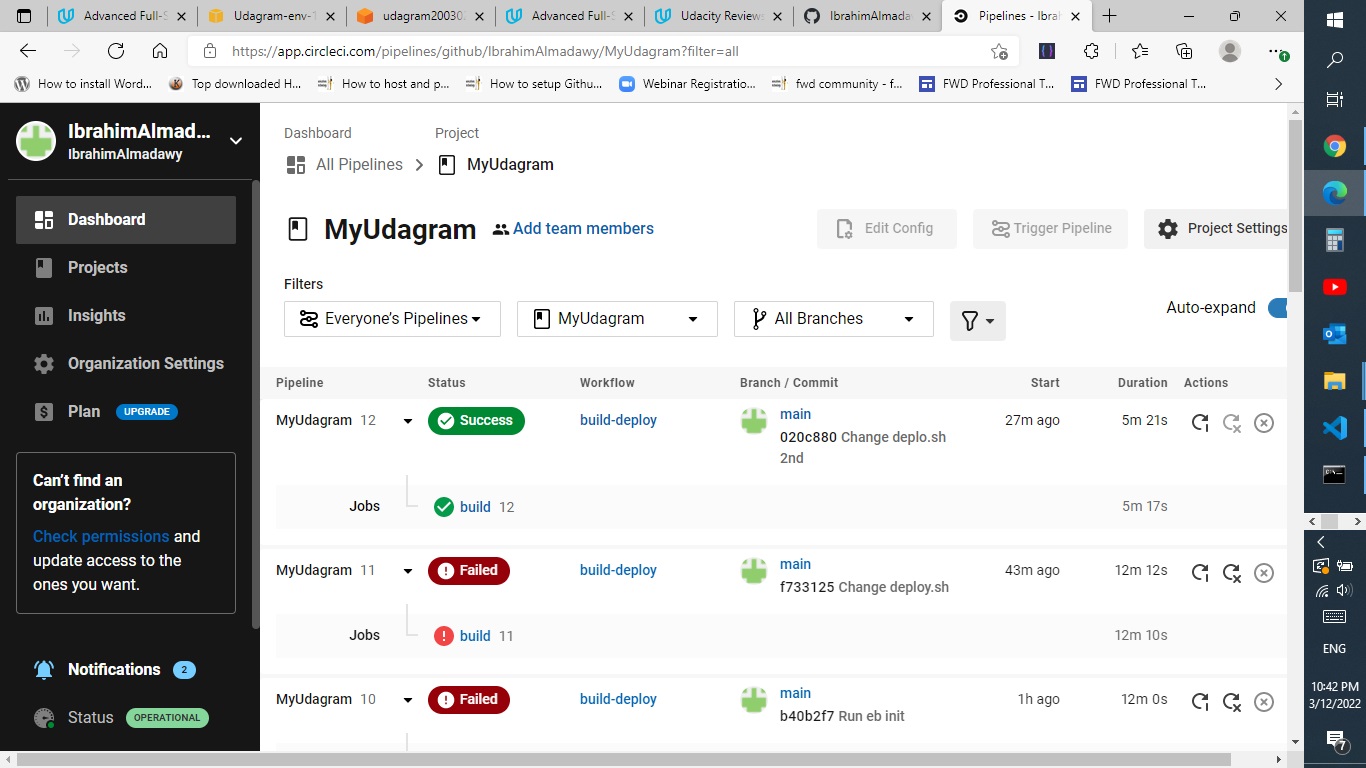 Advanced Full-S
Udagram-env-1
udagram20030
Advanced Full-S
Udacity Reviews
IbrahimAlmada
Pipelines - Ibra
https://app.circleci.com/pipelines/github/IbrahimAlmadawy/MyUdagram?filter=all
How to install Word...
Top downloaded H...
How to host and p...
How to setup Githu...
Webinar Registratio...
fwd community - f...
FWD Professional T...
FWD Professional T...
IbrahimAlmad...
IbrahimAlmadawy
Dashboard
Projects
Insights
Organization Settings
Plan UPGRADE
Can't find an
organization?
Check permissions and
update access to the
ones you want.
Notifications 2
Status OPERATIONAL
Dashboard Project
All Pipelines > MyUdagram
MyUdagram Add team members
Edit Config Trigger Pipeline Project Settings
Filters
Everyone's Pipelines MyUdagram All Branches
Auto-expand
Pipeline Status Workflow Branch / Commit Start Duration Actions
MyUdagram 12 Success build-deploy main 27m ago 5m 21s
020c880 Change deplo.sh
2nd
Jobs build 12 5m 17s
MyUdagram 11 Failed build-deploy main 43m ago 12m 12s
f733125 Change deploy.sh
Jobs build 11 12m 10s
MyUdagram 10 Failed build-deploy main 1h ago 12m 0s
b40b2f7 Run eb init
ENG
10:42 PM
3/12/2022
7